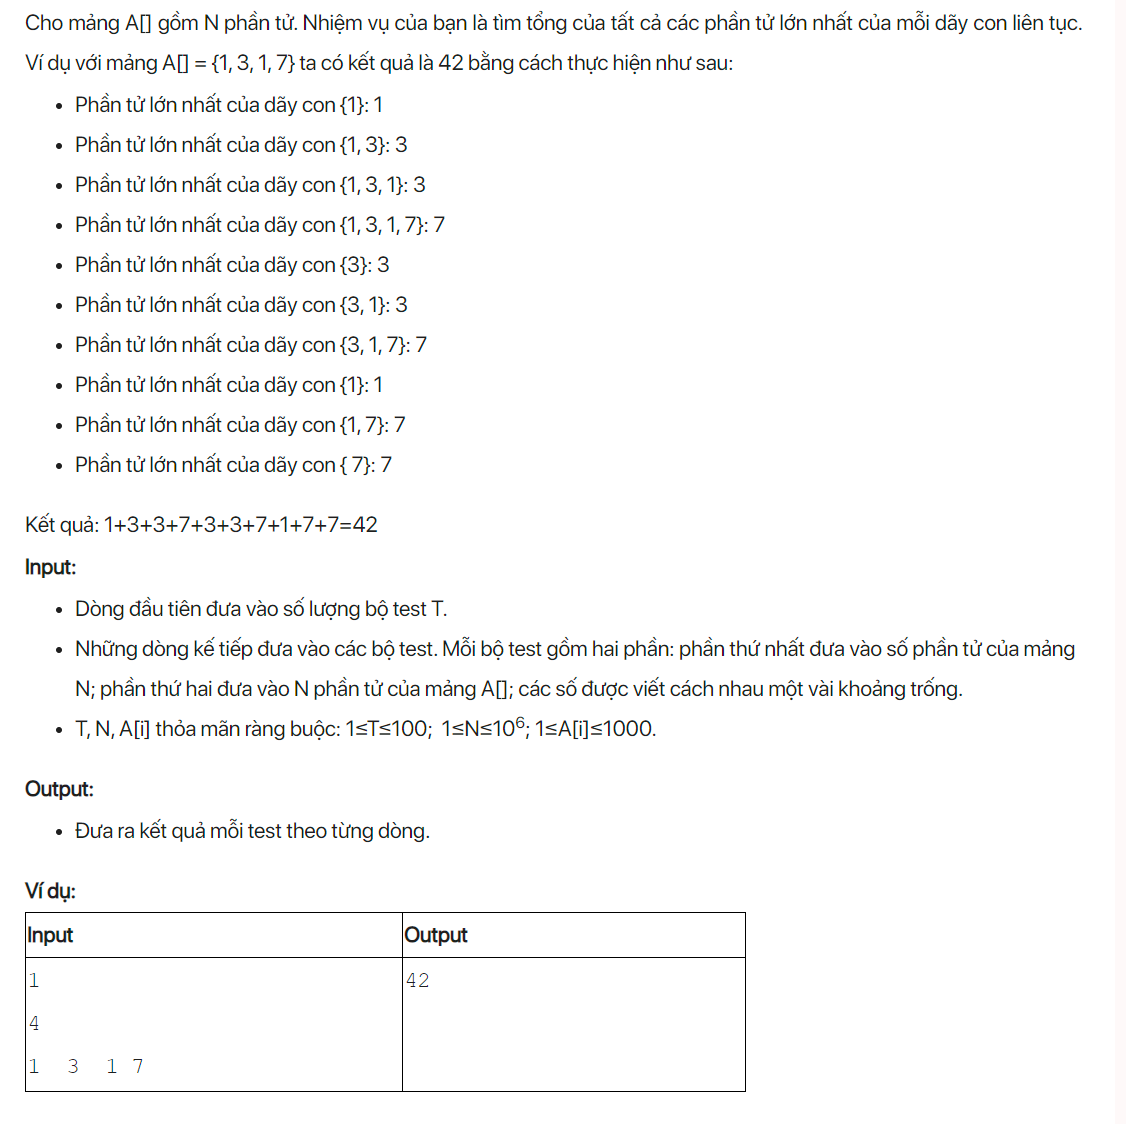 Cho mảng A[] gồm N phần tử. Nhiệm vụ của bạn là tìm tổng của tất cả các phần tử lớn nhất của mỗi dãy con liên tục.
Ví dụ với mảng A[] = {1, 3, 1, 7} ta có kết quả là 42 bằng cách thực hiện như sau:
• Phần tử lớn nhất của dãy con {1}: 1
• Phần tử lớn nhất của dãy con {1, 3}: 3
• Phần tử lớn nhất của dãy con {1, 3, 1}: 3
• Phần tử lớn nhất của dãy con {1, 3, 1, 7}: 7
• Phần tử lớn nhất của dãy con {3}: 3
• Phần tử lớn nhất của dãy con {3, 1}: 3
• Phần tử lớn nhất của dãy con {3, 1, 7}: 7
• Phần tử lớn nhất của dãy con {1}: 1
• Phần tử lớn nhất của dãy con {1, 7}: 7
• Phần tử lớn nhất của dãy con { 7}: 7
Kết quả: 1+3+3+7+3+3+7+1+7+7=42
Input:
• Dòng đầu tiên đưa vào số lượng bộ test T.
• Những dòng kế tiếp đưa vào các bộ test. Mỗi bộ test gồm hai phần: phần thứ nhất đưa vào số phần tử của mảng
N; phần thứ hai đưa vào N phần tử của mảng A[]; các số được viết cách nhau một vài khoảng trống.
• T, N, A[i] thỏa mãn ràng buộc: 1≤T≤100; 1≤N≤10⁶; 1≤A[i]≤1000.
Output:
• Đưa ra kết quả mỗi test theo từng dòng.
Ví dụ:
Input Output
1 42
4
1 3 1 7